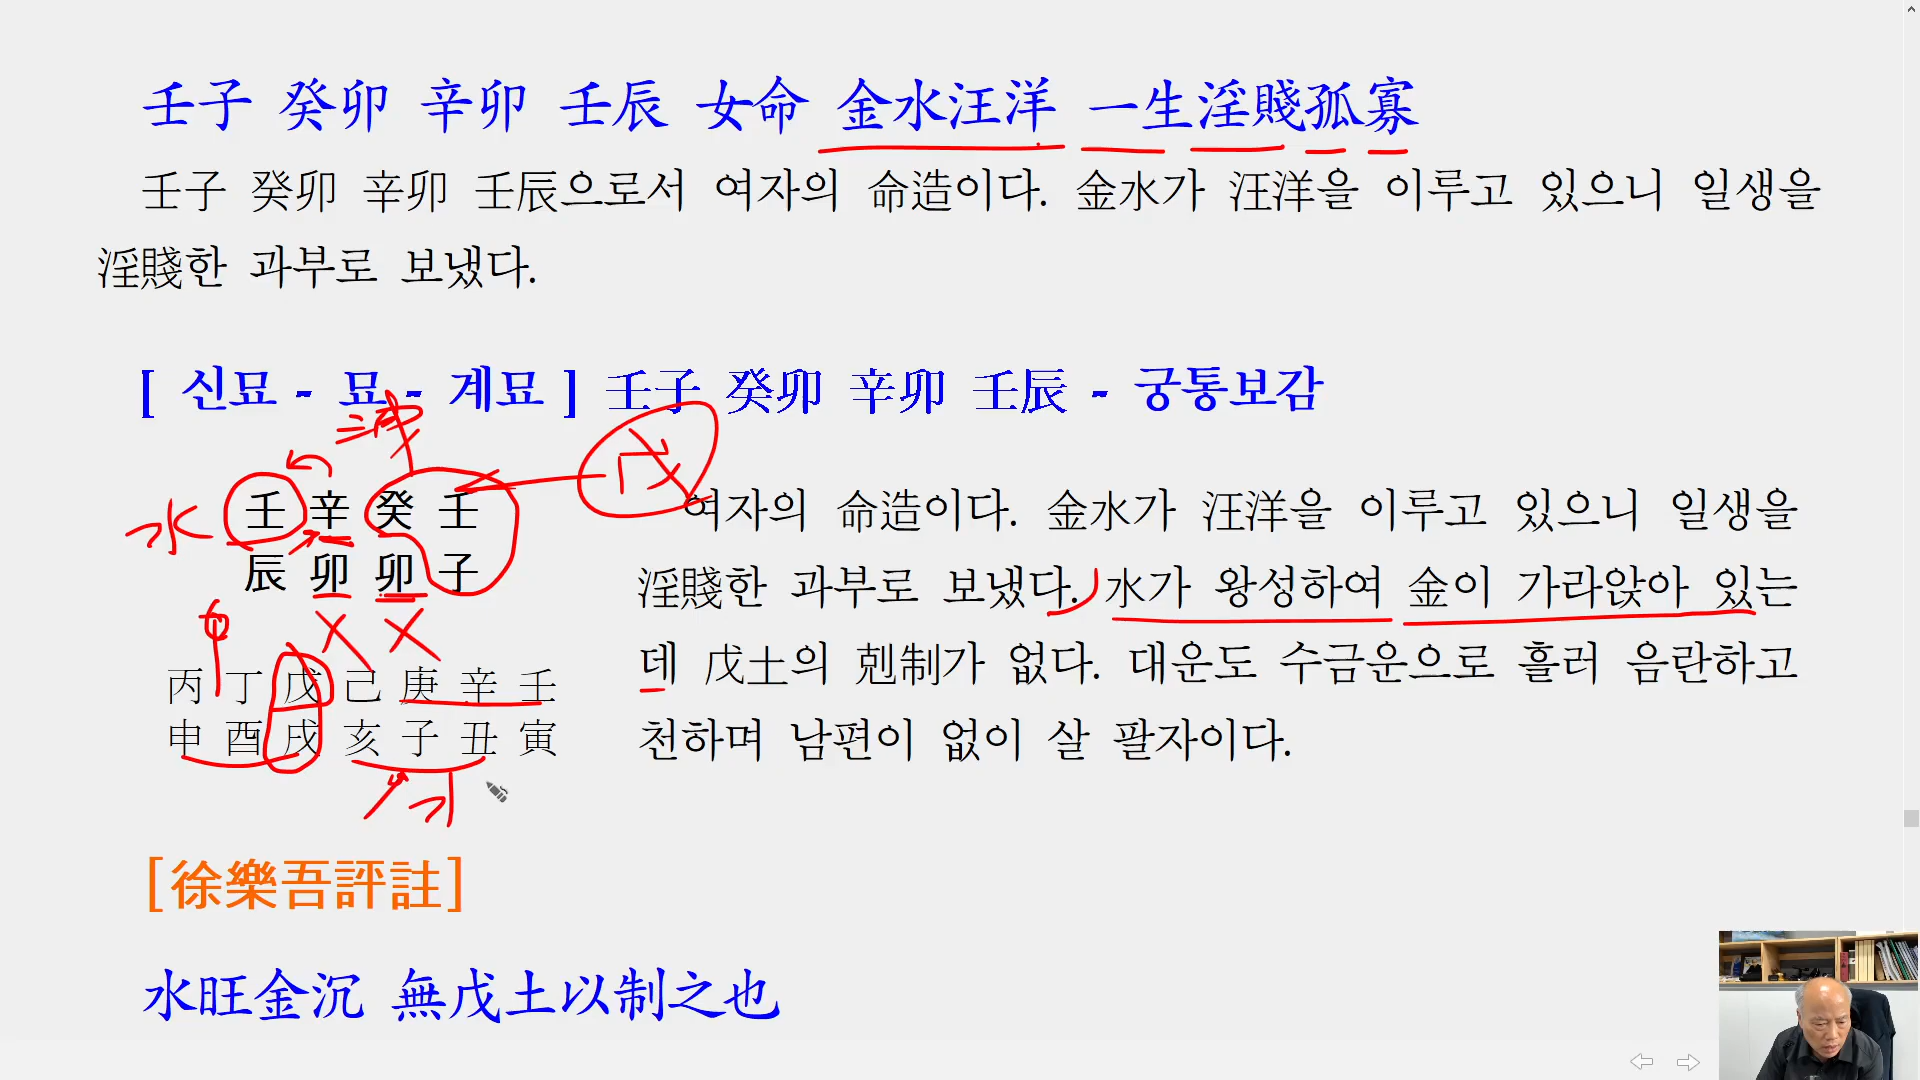 壬子 癸卯 辛卯 壬辰 女命 金水汪洋 一生淫賤孤寡
壬子 癸卯 辛卯 壬辰으로서 여자의 命造이다. 金水가 汪洋을 이루고 있으니 일생을
淫賤한 과부로 보냈다.
[ 신묘 - 묘 - 계묘 ] 壬子 癸卯 辛卯 壬辰 - 궁통보감
戊
水
壬 辛 癸 壬
辰 卯 卯 子
丙 丁 戊 己 庚 辛 壬
申 酉 戌 亥 子 丑 寅
여자의 命造이다. 金水가 汪洋을 이루고 있으니 일생을
淫賤한 과부로 보냈다. 水가 왕성하여 金이 가라앉아 있는
데 戊土의 剋制가 없다. 대운도 수금운으로 흘러 음란하고
천하며 남편이 없이 살 팔자이다.
[徐樂吾評註]
水旺金沉 無戊土以制之也